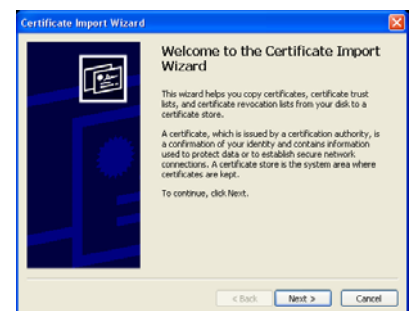 Certificate Import Wizard
Welcome to the Certificate Import
Wizard
This wizard helps you copy certificates, certificate trust
lists, and certificate revocation lists from your disk to a
certificate store.
A certificate, which is issued by a certification authority, is
a confirmation of your identity and contains information
used to protect data or to establish secure network
connections. A certificate store is the system area where
certificates are kept.
To continue, click Next.
< Back Next > Cancel